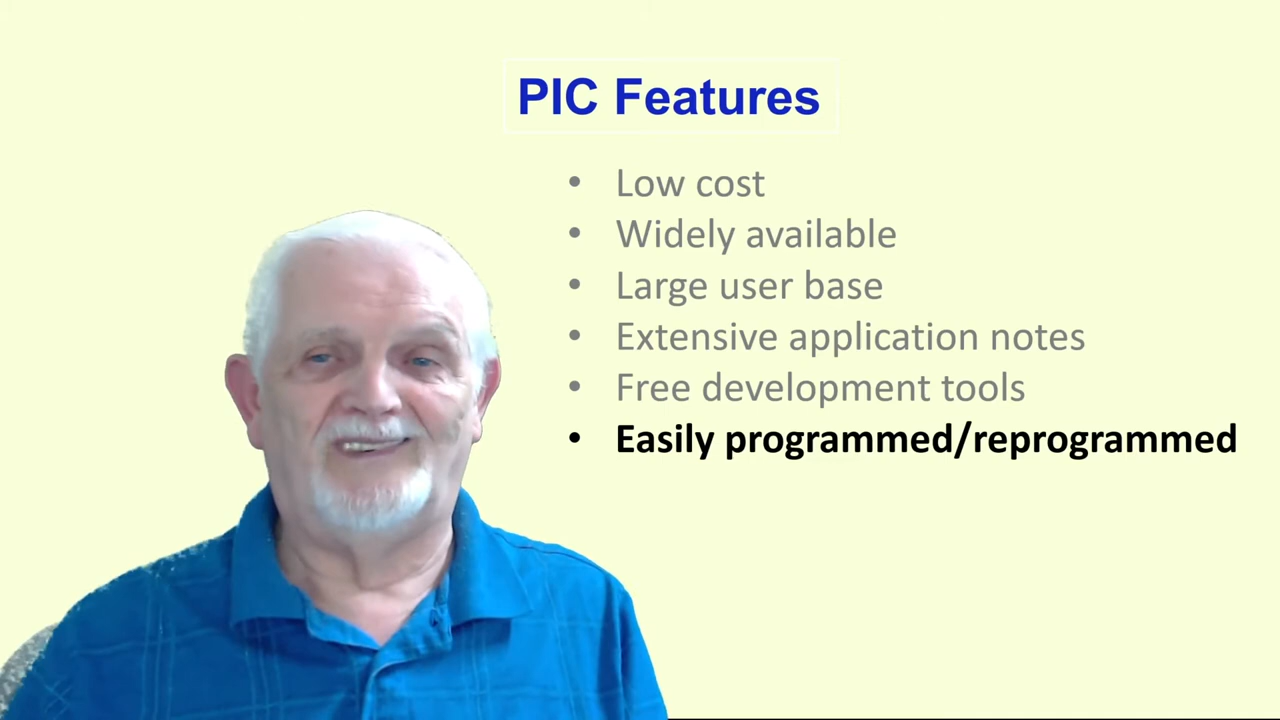 PIC Features
• Low cost
• Widely available
• Large user base
• Extensive application notes
• Free development tools
• Easily programmed/reprogrammed